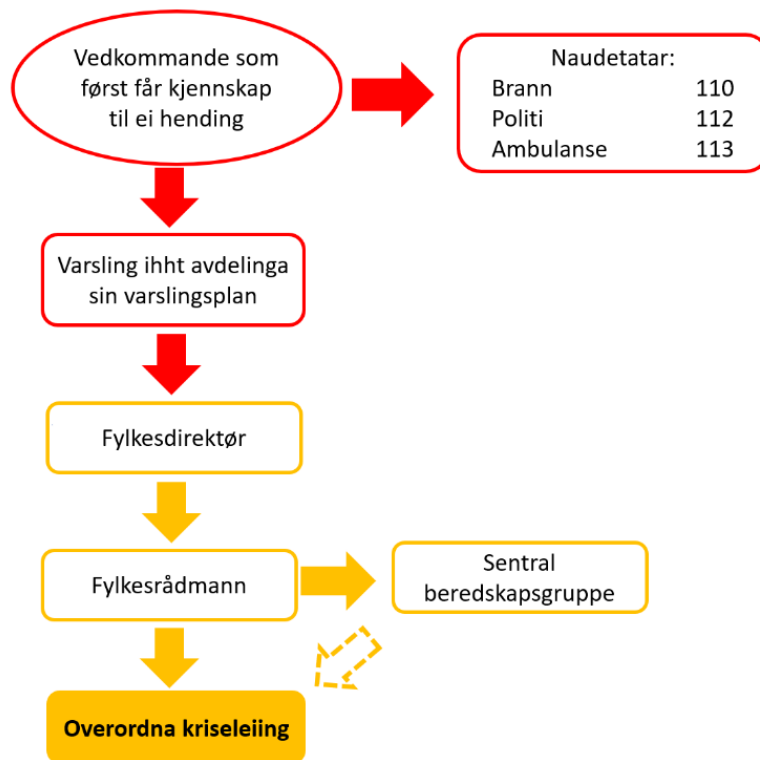 Vedkommande som
først får kjennskap
til ei hending
Naudetatar:
Brann 110
Politi 112
Ambulanse 113
Varsling ihht avdelinga
sin varslingsplan
Fylkesdirektør
Fylkesrådmann
Sentral
beredskapsgruppe
Overordna kriseleiing